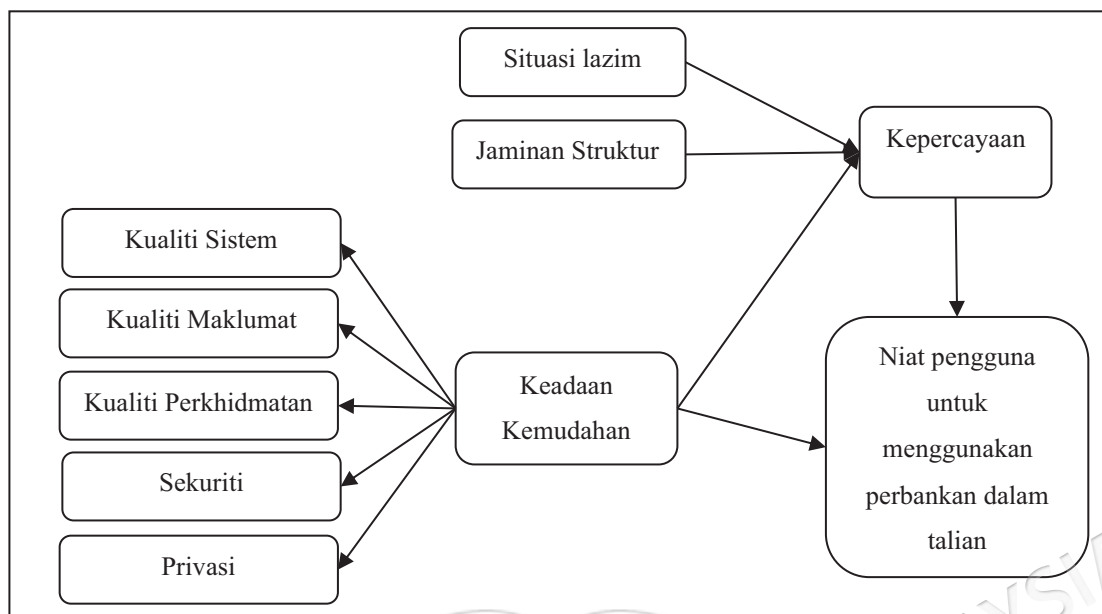 Situasi lazim
Jaminan Struktur
Kepercayaan
Kualiti Sistem
Kualiti Maklumat
Kualiti Perkhidmatan
Sekuriti
Privasi
Keadaan
Kemudahan
Niat pengguna
untuk
menggunakan
perbankan dalam
talian